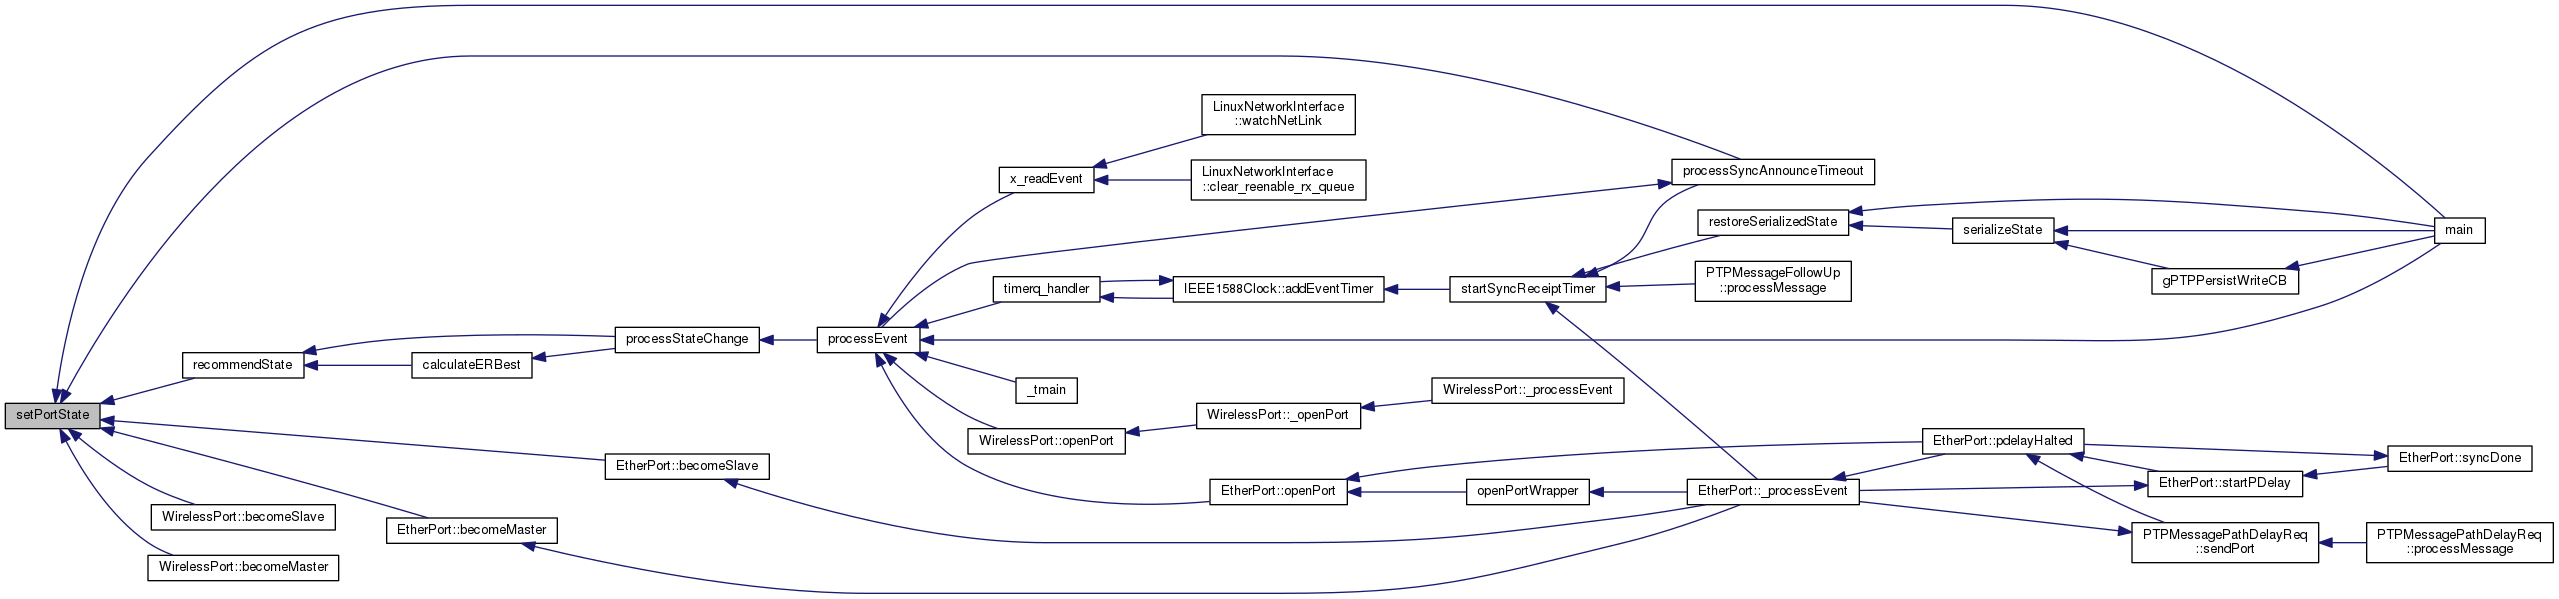 setPortState
recommendState
calculateERBest
processStateChange
processEvent
x_readEvent
LinuxNetworkInterface
::watchNetLink
LinuxNetworkInterface
::clear_reenable_rx_queue
timerq_handler
IEEE1588Clock::addEventTimer
startSyncReceiptTimer
processSyncAnnounceTimeout
restoreSerializedState
serializeState
gPTPPersistWriteCB
main
PTPMessageFollowUp
::processMessage
_tmain
WirelessPort::openPort
WirelessPort::_openPort
WirelessPort::_processEvent
EtherPort::openPort
openPortWrapper
EtherPort::_processEvent
EtherPort::pdelayHalted
EtherPort::startPDelay
EtherPort::syncDone
PTPMessagePathDelayReq
::sendPort
PTPMessagePathDelayReq
::processMessage
EtherPort::becomeSlave
WirelessPort::becomeSlave
EtherPort::becomeMaster
WirelessPort::becomeMaster